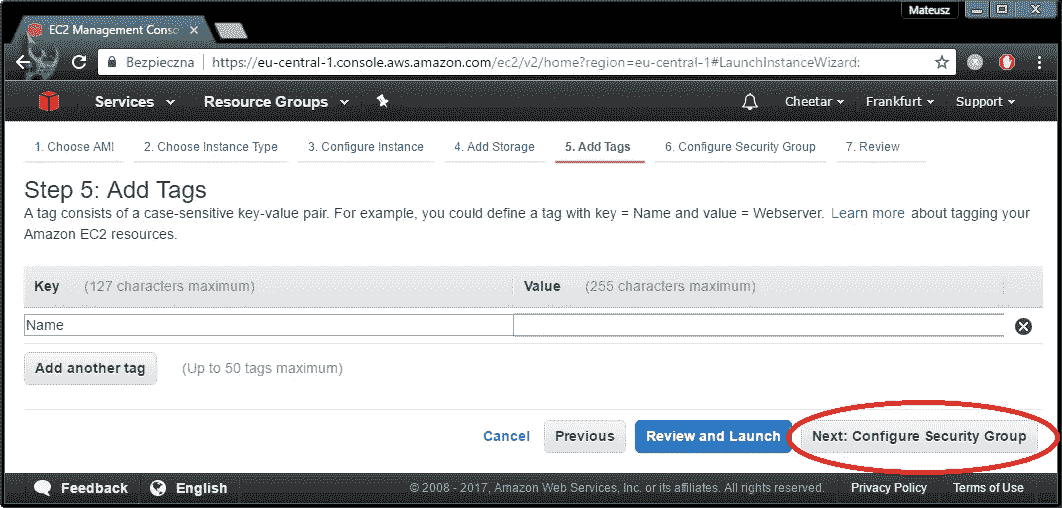 Mateusz
EC2 Management Conso
Bezpieczna
https://eu-central-1.console.aws.amazon.com/ec2/v2/home?region=eu-central-1#LaunchInstanceWizard:
Services Resource Groups Cheetar Frankfurt Support
1. Choose AMI 2. Choose Instance Type 3. Configure Instance 4. Add Storage 5. Add Tags 6. Configure Security Group 7. Review
Step 5: Add Tags
A tag consists of a case-sensitive key-value pair. For example, you could define a tag with key = Name and value = Webserver. Learn more about tagging your
Amazon EC2 resources.
Key (127 characters maximum) Value (255 characters maximum)
Name
Add another tag (Up to 50 tags maximum)
Cancel Previous Review and Launch Next: Configure Security Group
Feedback English © 2008 - 2017, Amazon Web Services, Inc. or its affiliates. All rights reserved. Privacy Policy Terms of Use